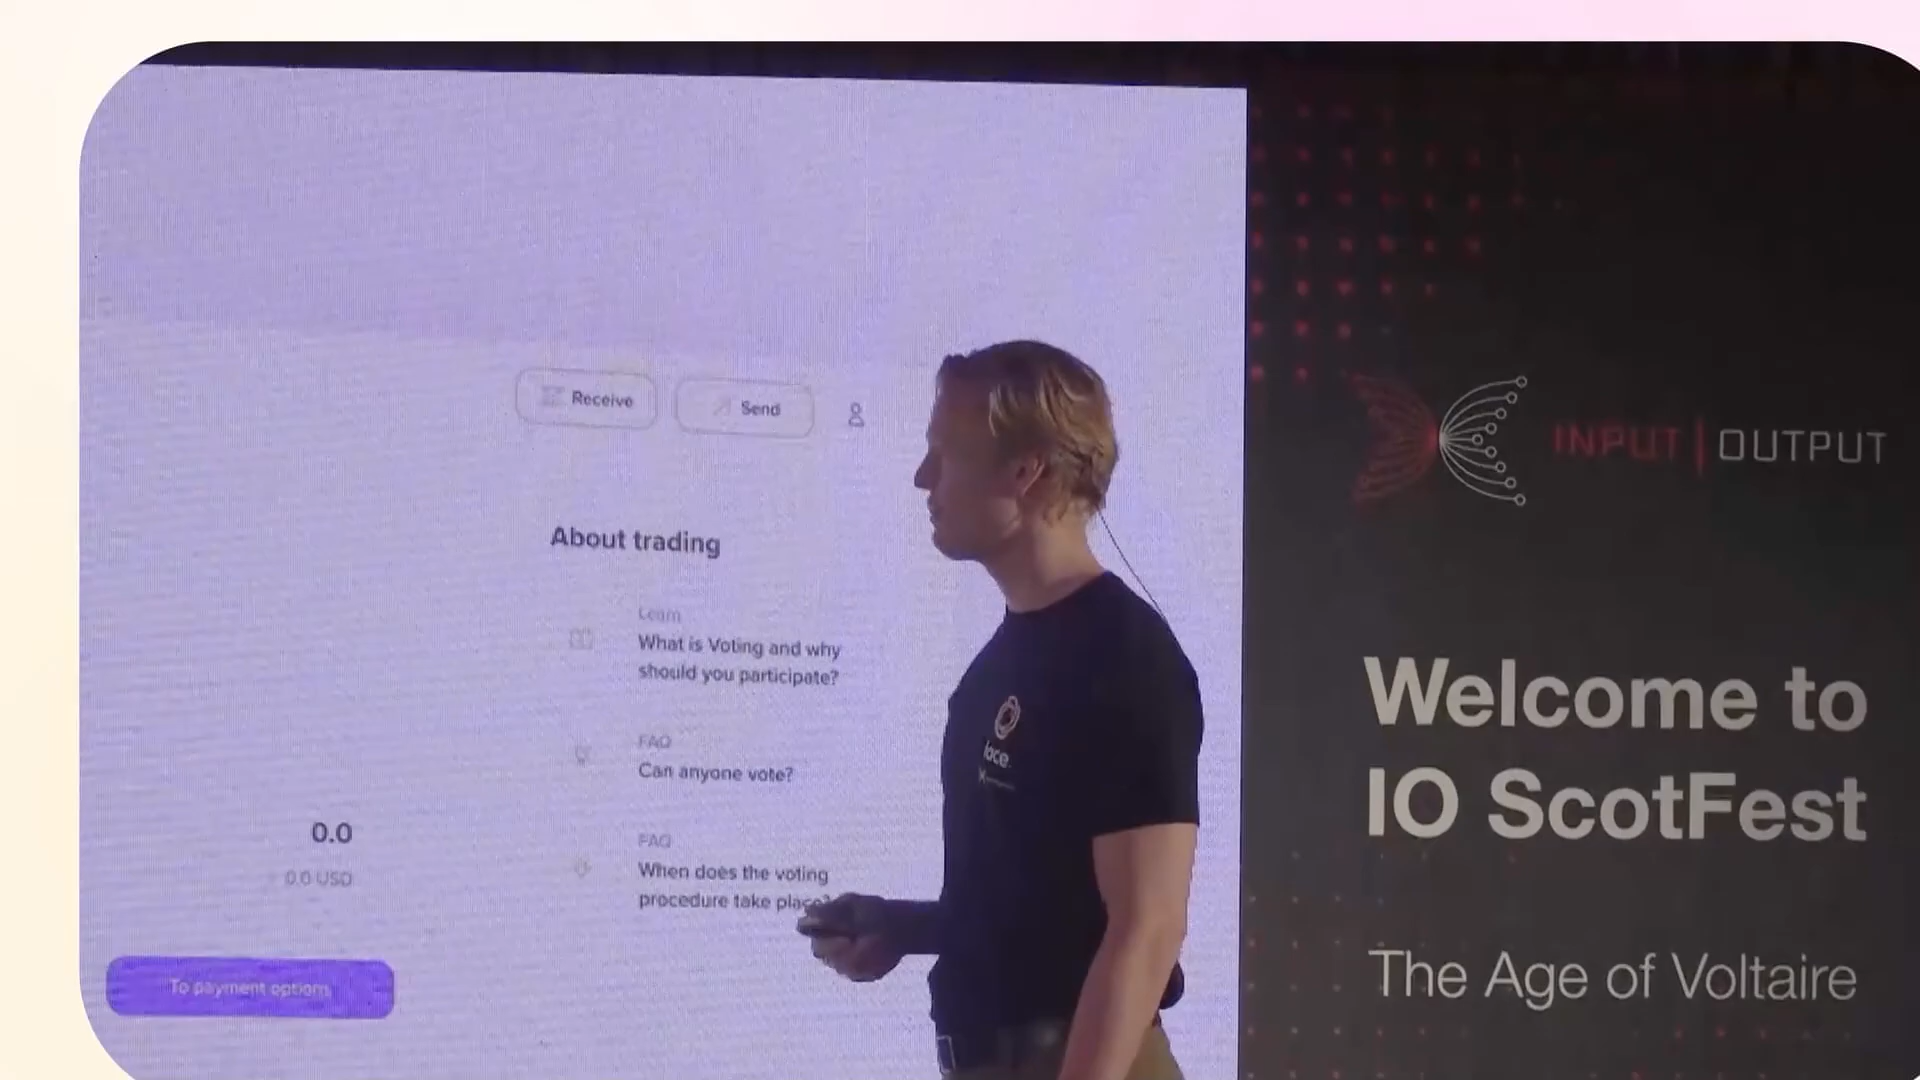 Receive
Send
About trading
Learn
What is Voting and why
should you participate?
FAQ
Can anyone vote?
FAQ
When does the voting
procedure take place?
0.0
0.0 USD
To payment options
lace.
INPUT | OUTPUT
Welcome to
IO ScotFest
The Age of Voltaire